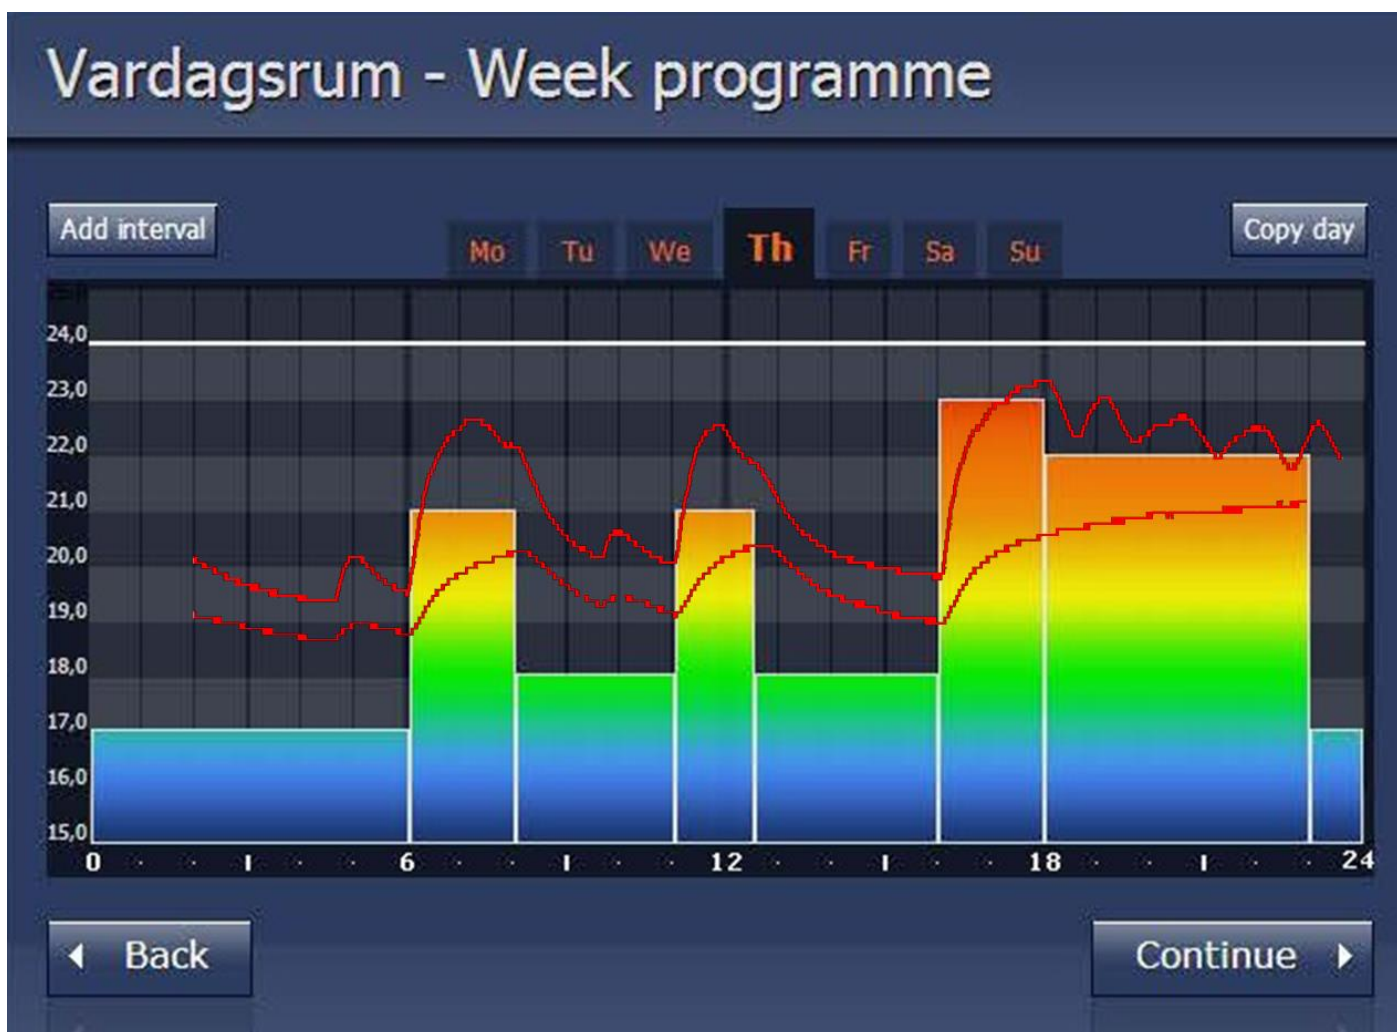 Vardagsrum - Week programme
Add interval
Mo Tu We Th Fr Sa Su
Copy day
24,0
23,0
22,0
21,0
20,0
19,0
18,0
17,0
16,0
15,0
0 6 12 18 24
Back
Continue